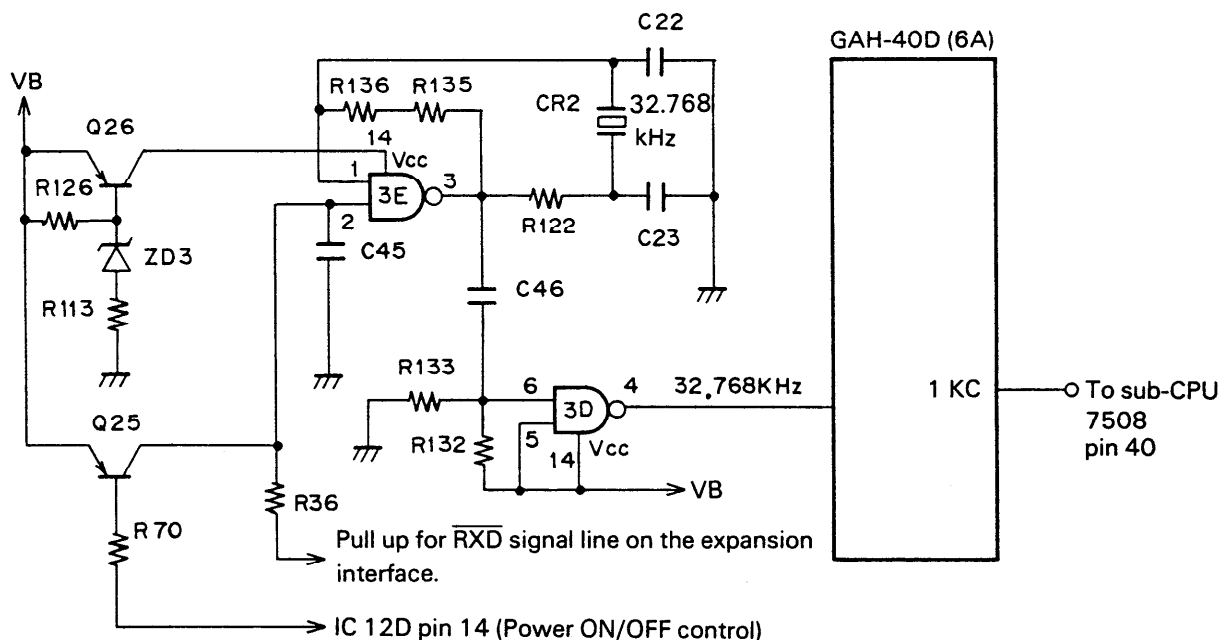 C22
GAH-40D (6A)
VB
R136 R135
CR2 32.768
kHz
Q26
14
Vcc
1
3E
3
2
R126
R122
C23
C45
ZD3
C46
R113
R133
6
4
32.768KHz
1 KC
To sub-CPU
7508
pin 40
3D
Q25
R132
5
14
Vcc
VB
R36
R70
Pull up for RXD signal line on the expansion
interface.
IC 12D pin 14 (Power ON/OFF control)